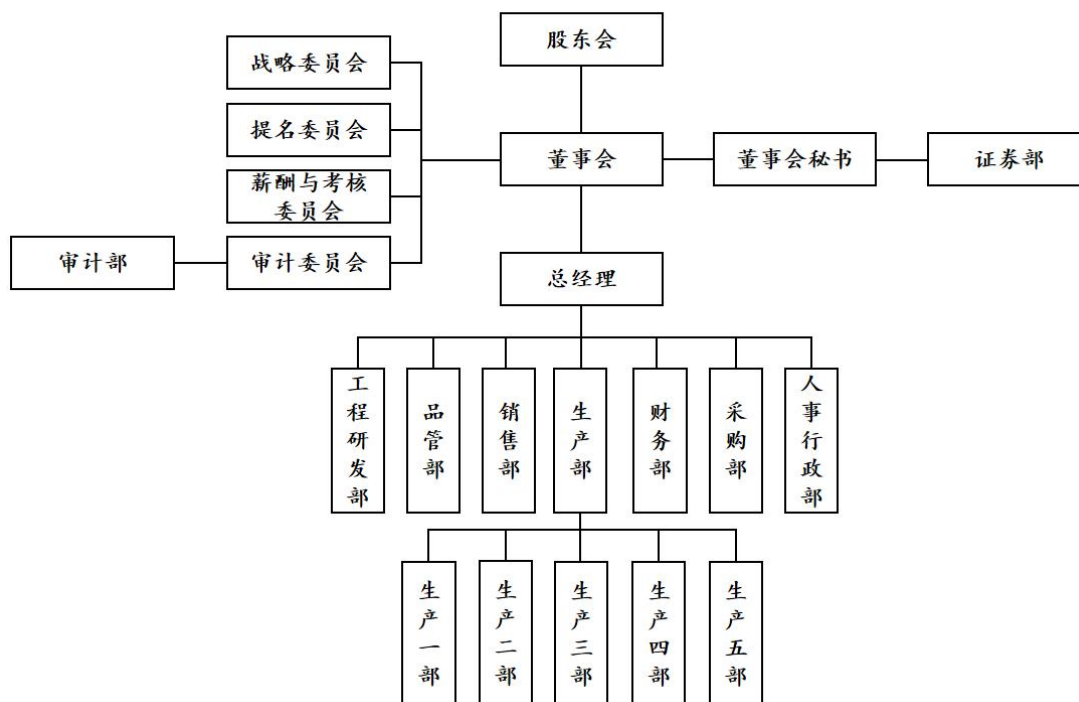 股东会
战略委员会
提名委员会
董事会
董事会秘书
证券部
薪酬与考核
委员会
审计部
审计委员会
总经理
工程研发部
品管部
销售部
生产部
财务部
采购部
人事行政部
生产一部
生产二部
生产三部
生产四部
生产五部